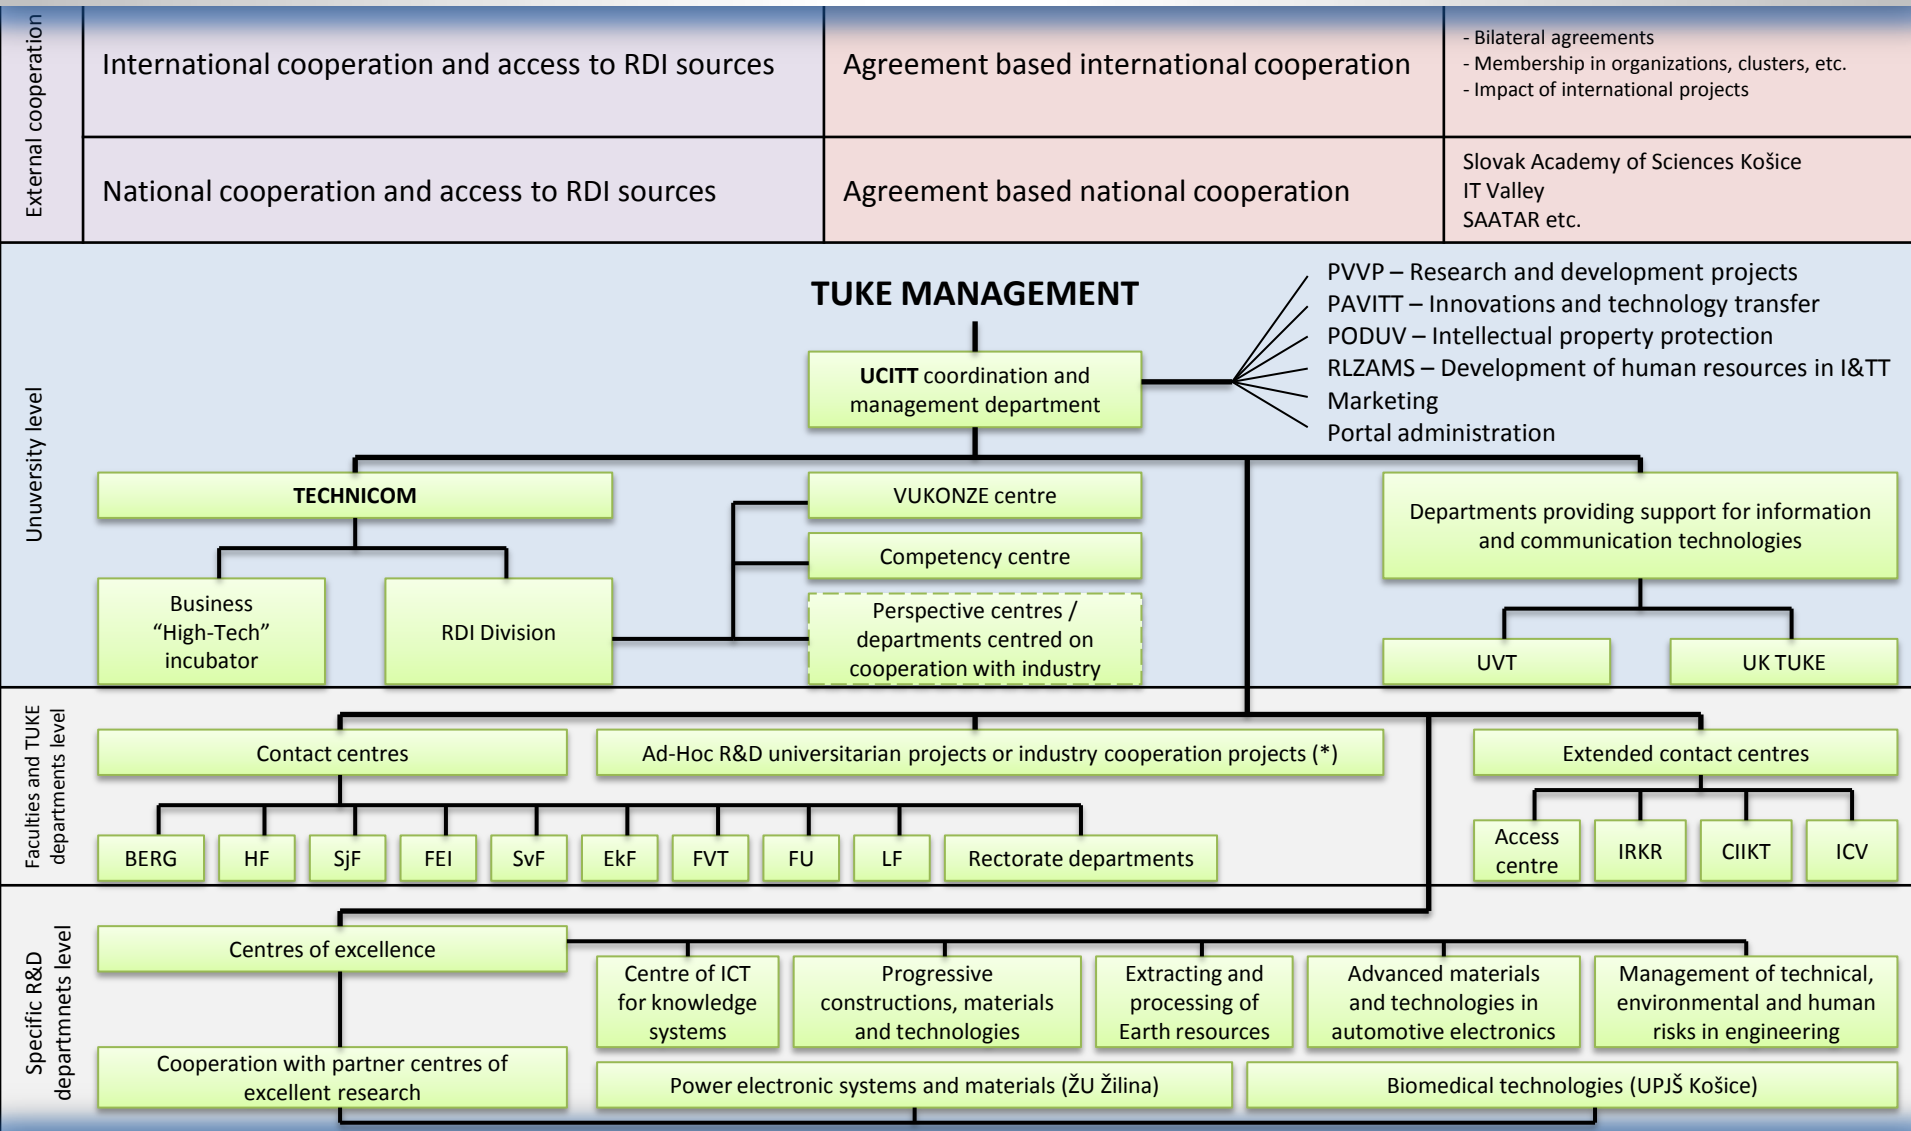 External cooperation
International cooperation and access to RDI sources
Agreement based international cooperation
- Bilateral agreements
- Membership in organizations, clusters, etc.
- Impact of international projects
National cooperation and access to RDI sources
Agreement based national cooperation
Slovak Academy of Sciences Košice
IT Valley
SAATAR etc.
Unuversity level
TUKE MANAGEMENT
UCITT coordination and
management department
PVVP – Research and development projects
PAVITT – Innovations and technology transfer
PODUV – Intellectual property protection
RLZAMS – Development of human resources in I&TT
Marketing
Portal administration
TECHNICOM
VUKONZE centre
Departments providing support for information
and communication technologies
Competency centre
Business
“High-Tech”
incubator
RDI Division
Perspective centres /
departments centred on
cooperation with industry
UVT
UK TUKE
Faculties and TUKE
departments level
Contact centres
Ad-Hoc R&D universitarian projects or industry cooperation projects (*)
Extended contact centres
BERG
HF
SjF
FEI
SvF
EkF
FVT
FU
LF
Rectorate departments
Access
centre
IRKR
CIIKT
ICV
Specific R&D
departmnets level
Centres of excellence
Centre of ICT
for knowledge
systems
Progressive
constructions, materials
and technologies
Extracting and
processing of
Earth resources
Advanced materials
and technologies in
automotive electronics
Management of technical,
environmental and human
risks in engineering
Cooperation with partner centres of
excellent research
Power electronic systems and materials (ŽU Žilina)
Biomedical technologies (UPJŠ Košice)